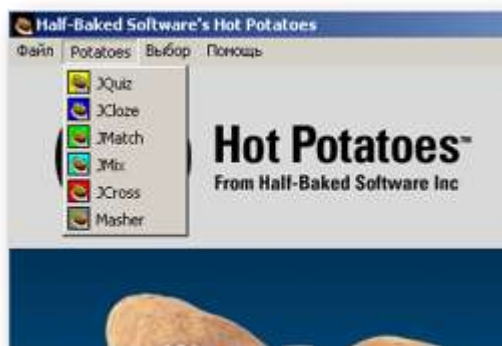 Half-Baked Software's Hot Potatoes
Файл Potatoes Выбор Помощь
JQuiz
JCloze
JMatch
JMix
JCross
Masher
Hot Potatoes™
From Half-Baked Software Inc